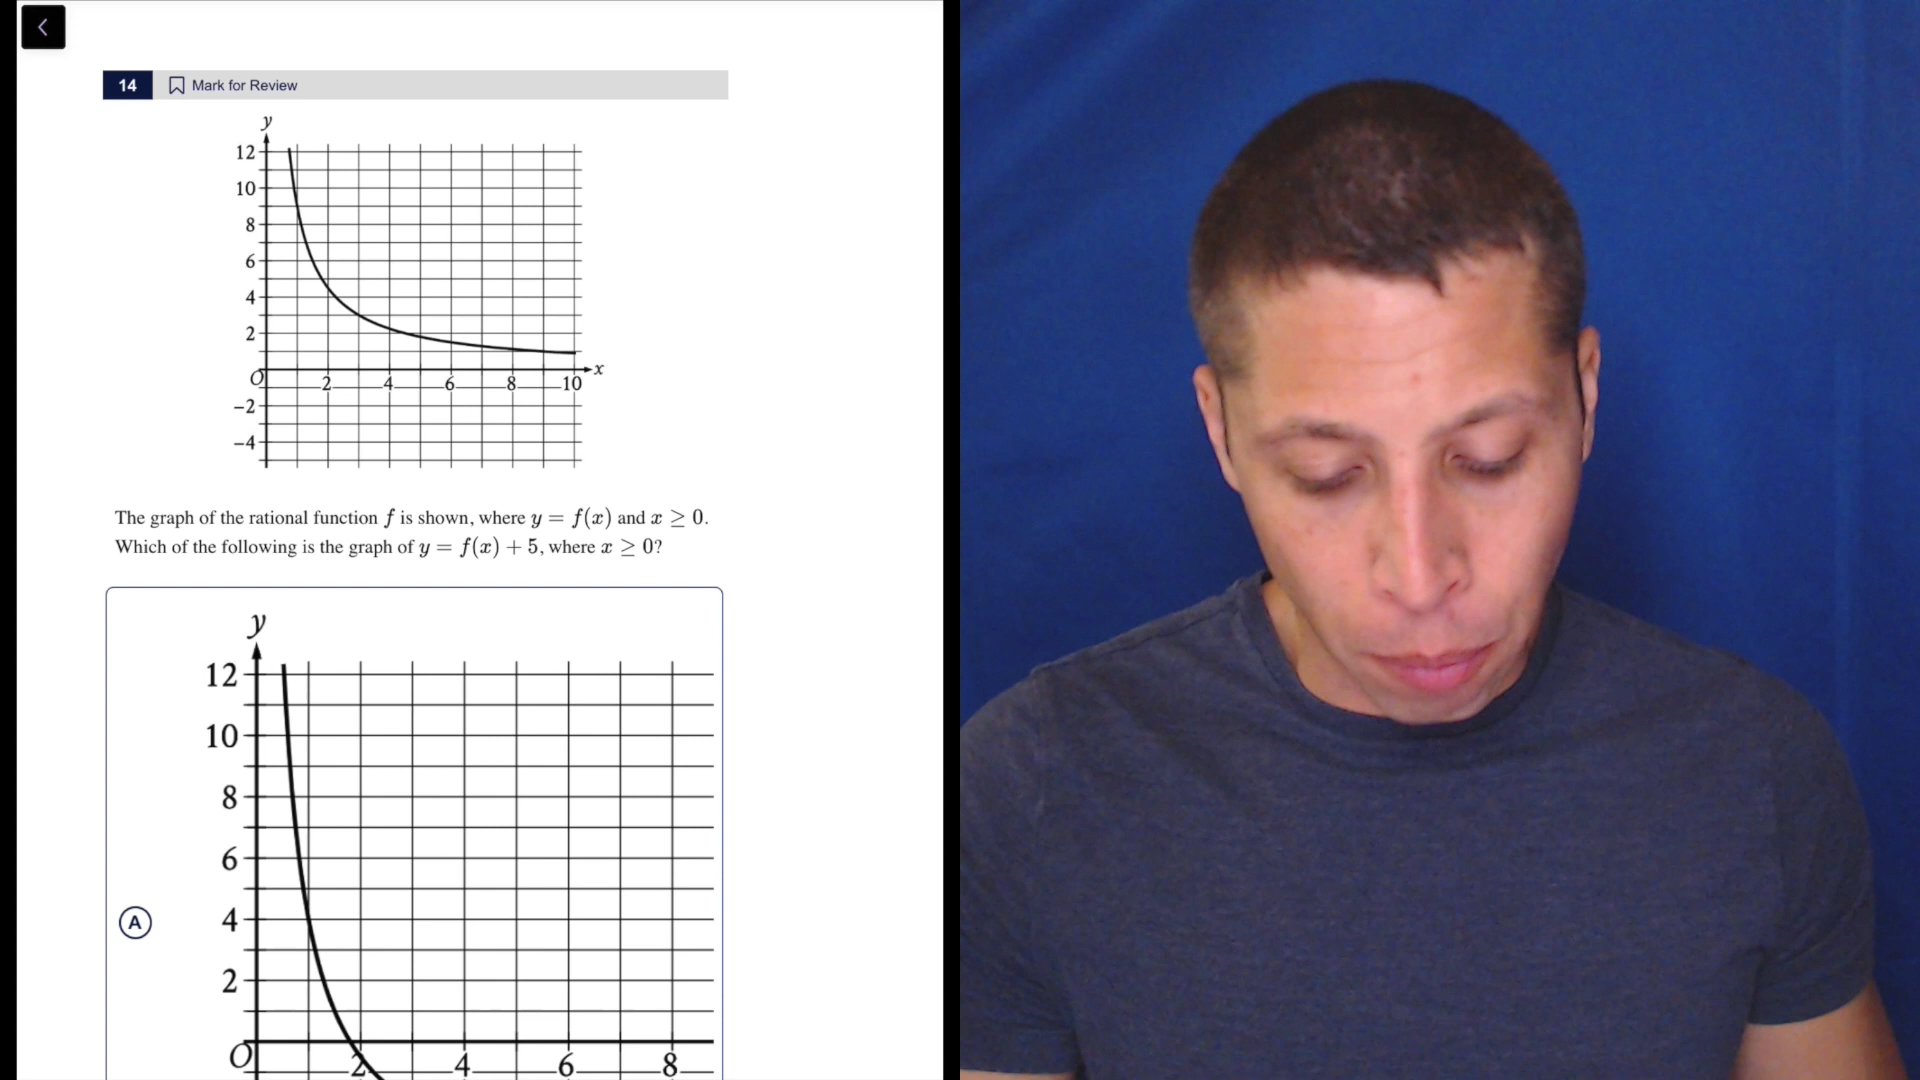 14 Mark for Review
y
12
10
8
6
4
2
O 2 4 6 8 10 x
−2
−4
The graph of the rational function f is shown, where y = f(x) and x ≥ 0.
Which of the following is the graph of y = f(x) + 5, where x ≥ 0?
y
12
10
8
6
A 4
2
O 2 4 6 8